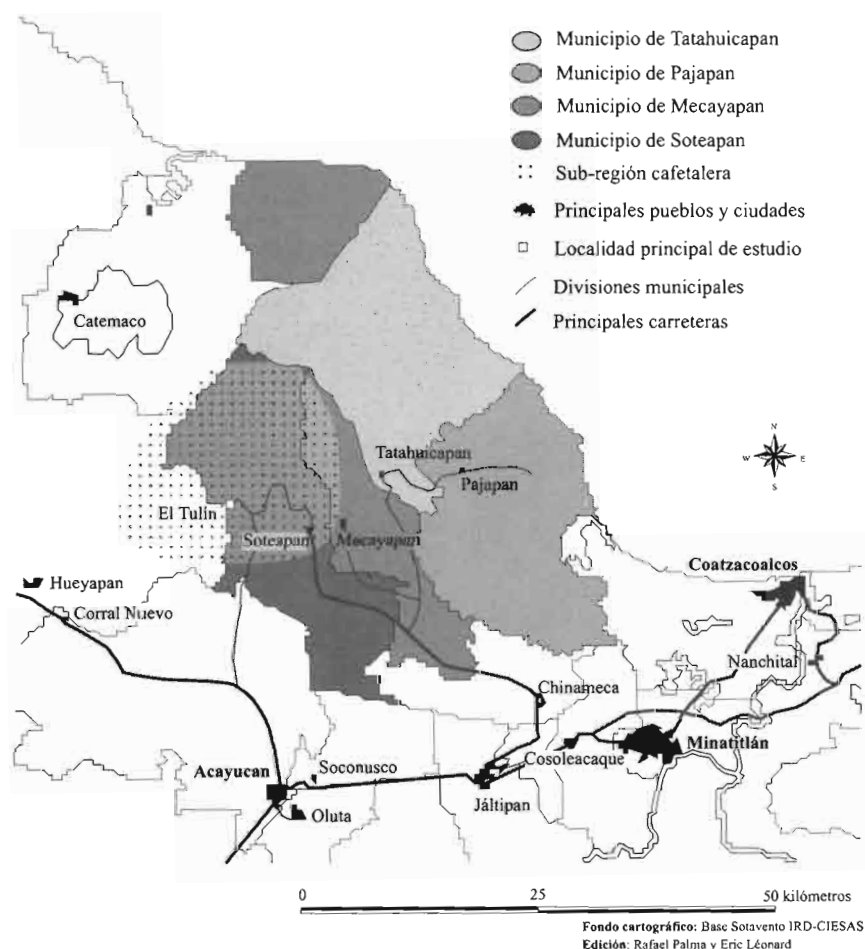 Municipio de Tatahuicapan
Municipio de Pajapan
Municipio de Mecayapan
Municipio de Soteapan
Sub-región cafetalera
Principales pueblos y ciudades
Localidad principal de estudio
Divisiones municipales
Principales carreteras
Catemaco
N
W E
S
Tatahuicapan
Pajapan
El Tulín
Soteapan
Mecayapan
Coatzacoalcos
Hueyapan
Corral Nuevo
Nanchital
Chinameca
Minatitlán
Cosoleacaque
Soconusco
Acayucan
Jáltipan
Oluta
0 25 50 kilómetros
Fondo cartográfico: Base Sotavento IRD-CIESAS
Edición: Rafael Palma y Eric Léonard